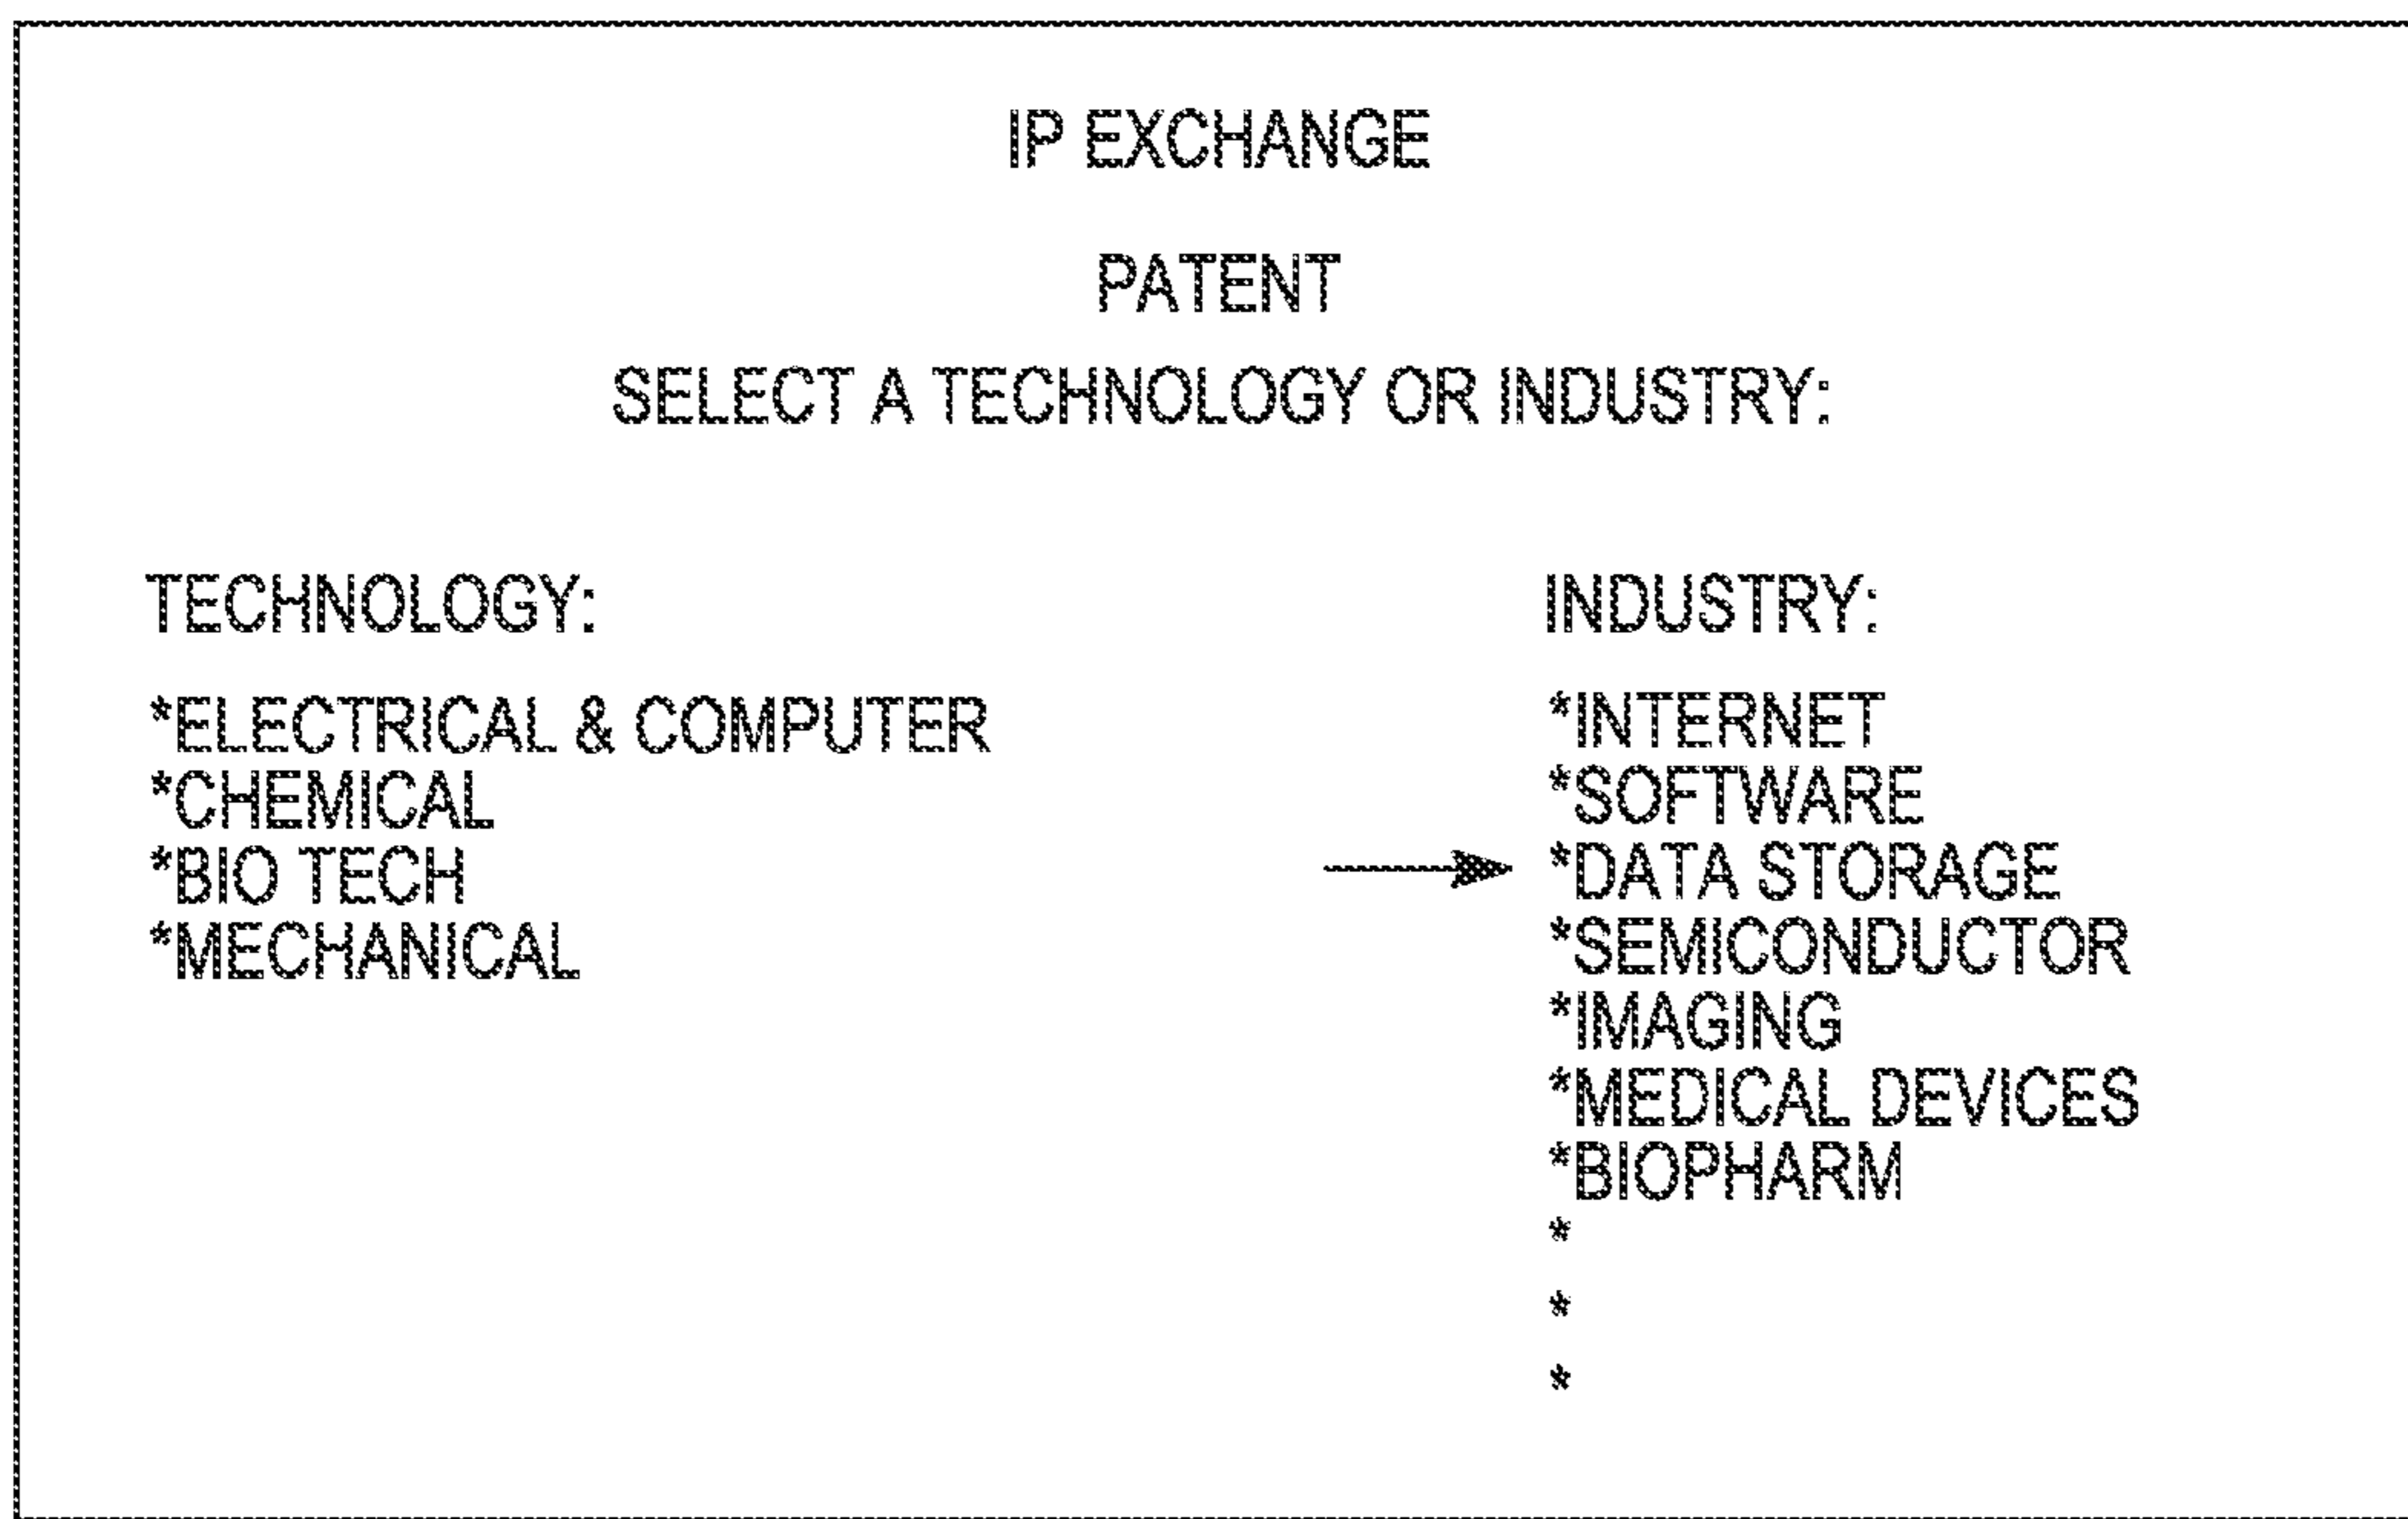 IP EXCHANGE
PATENT
SELECT A TECHNOLOGY OR INDUSTRY:
TECHNOLOGY:
*ELECTRICAL & COMPUTER
*CHEMICAL
*BIO TECH
*MECHANICAL
INDUSTRY:
*INTERNET
*SOFTWARE
*DATA STORAGE
*SEMICONDUCTOR
*IMAGING
*MEDICAL DEVICES
*BIOPHARM
*
*
*